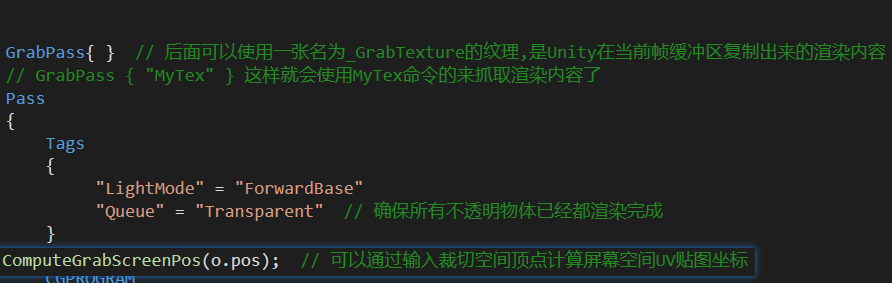 GrabPass{ }  // 后面可以使用一张名为_GrabTexture的纹理,是Unity在当前帧缓冲区复制出来的渲染内容
// GrabPass { "MyTex" } 这样就会使用MyTex命令的来抓取渲染内容了
Pass
{
Tags
{
"LightMode" = "ForwardBase"
"Queue" = "Transparent"  // 确保所有不透明物体已经都渲染完成
}
ComputeGrabScreenPos(o.pos);  // 可以通过输入裁切空间顶点计算屏幕空间UV贴图坐标
CGPROGRAM